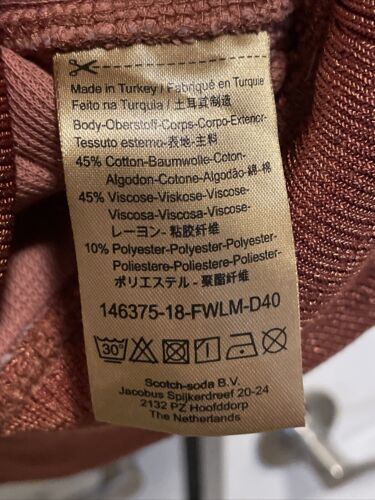 Made in Turkey / Fabriqué en Turquie
Feito na Turquia / 土耳其制造
Body-Oberstoff-Corps-Corpo-Exterior-
Tessuto esterno-表地-主料
45% Cotton-Baumwolle-Coton-
Algodon-Cotone-Algodão-綿-棉
45% Viscose-Viskose-Viscose-
Viscosa-Viscosa-Viscose-
レーヨン-粘胶纤维
10% Polyester-Polyester-Polyester-
Poliestere-Poliestere-Poliester-
ポリエステル-聚酯纤维
146375-18-FWLM-D40
30°
Scotch-soda B.V.
Jacobus Spijkerdreef 20-24
2132 PZ Hoofddorp
The Netherlands